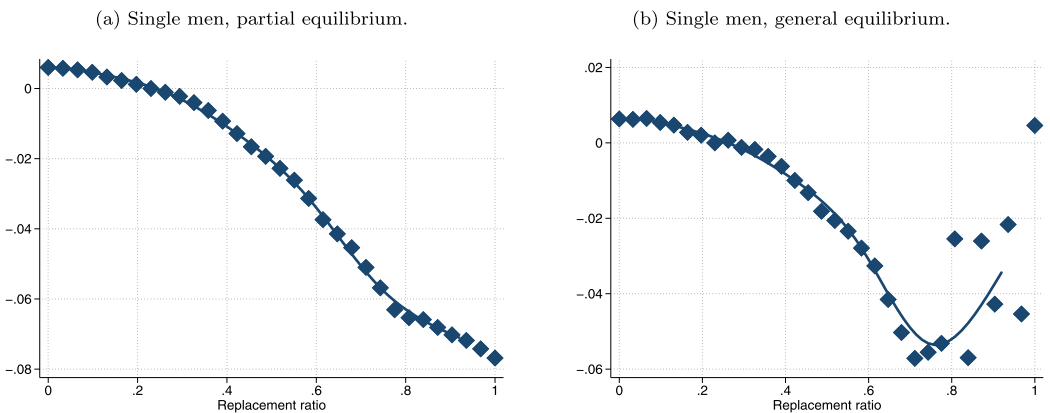 (a) Single men, partial equilibrium.
0
−.02
−.04
−.06
−.08
0 .2 .4 .6 .8 1
Replacement ratio
(b) Single men, general equilibrium.
.02
0
−.02
−.04
−.06
0 .2 .4 .6 .8 1
Replacement ratio